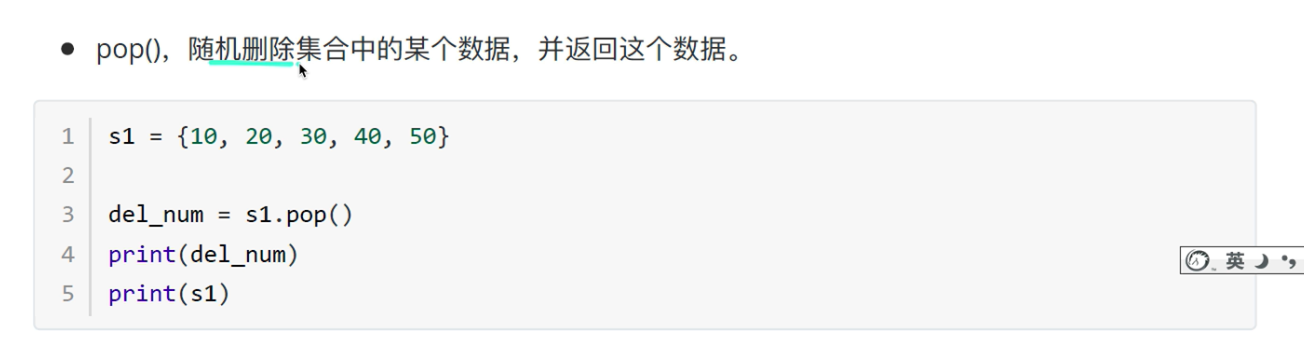 ● pop()，随机删除集合中的某个数据，并返回这个数据。
1 s1 = {10, 20, 30, 40, 50}
2
3 del_num = s1.pop()
4 print(del_num)
5 print(s1)
英